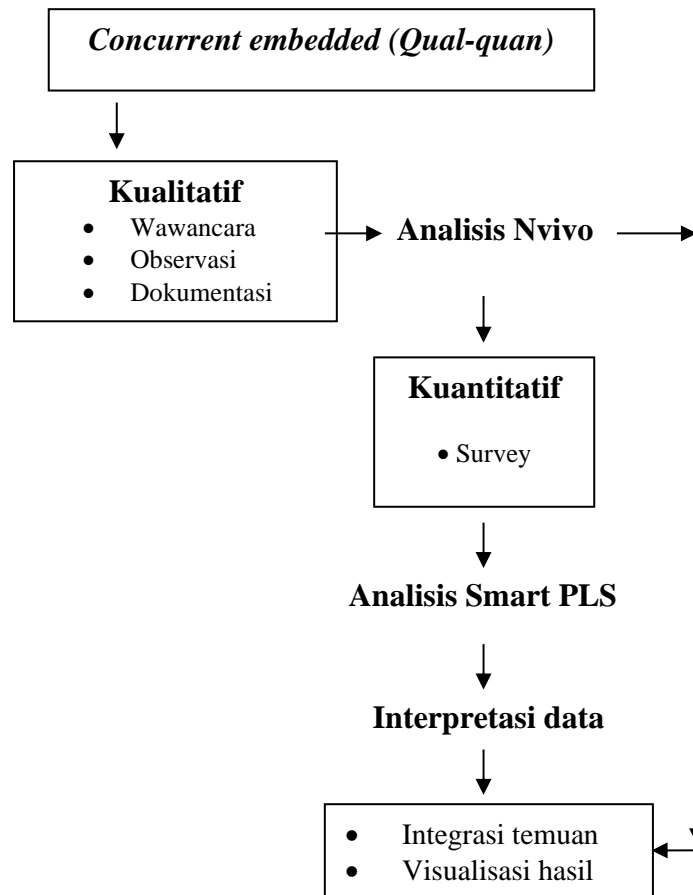 Concurrent embedded (Qual-quan)
Kualitatif
• Wawancara
• Observasi
• Dokumentasi
Analisis Nvivo
Kuantitatif
• Survey
Analisis Smart PLS
Interpretasi data
• Integrasi temuan
• Visualisasi hasil